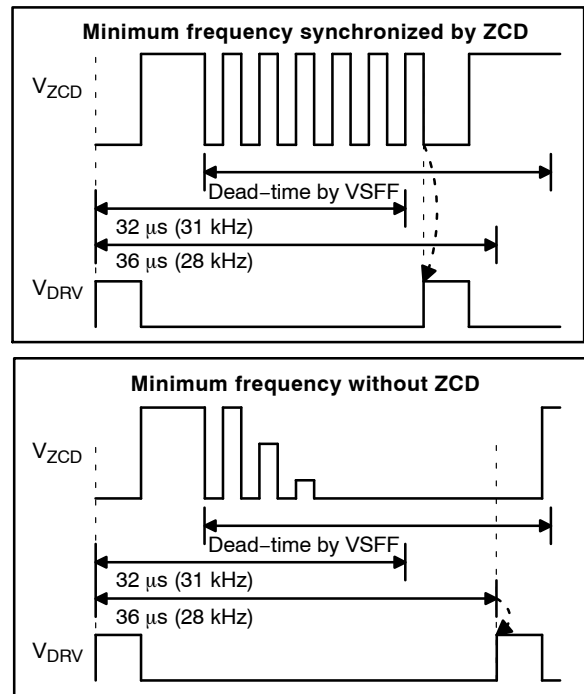 Minimum frequency synchronized by ZCD
VZCD
Dead−time by VSFF
32 μs (31 kHz)
36 μs (28 kHz)
VDRV
Minimum frequency without ZCD
VZCD
Dead−time by VSFF
32 μs (31 kHz)
36 μs (28 kHz)
VDRV